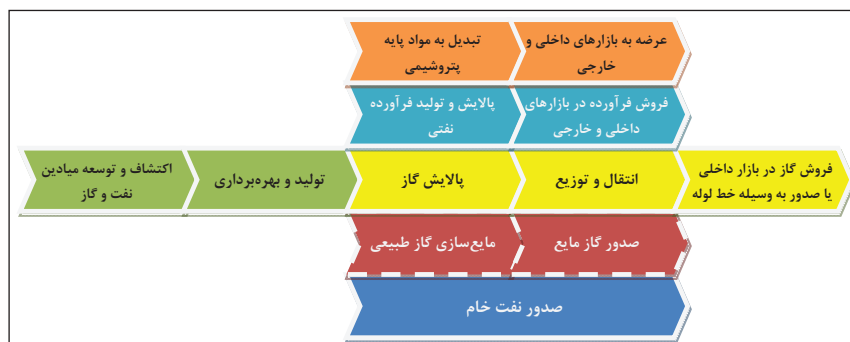 تبدیل به مواد پایه
پتروشیمی
عرضه به بازارهای داخلی و
خارجی
پالایش و تولید فرآورده
نفتی
فروش فرآورده در بازارهای
داخلی و خارجی
اکتشاف و توسعه میادین
نفت و گاز
تولید و بهره‌برداری
پالایش گاز
انتقال و توزیع
فروش گاز در بازار داخلی
یا صدور به وسیله خط لوله
مایع‌سازی گاز طبیعی
صدور گاز مایع
صدور نفت خام